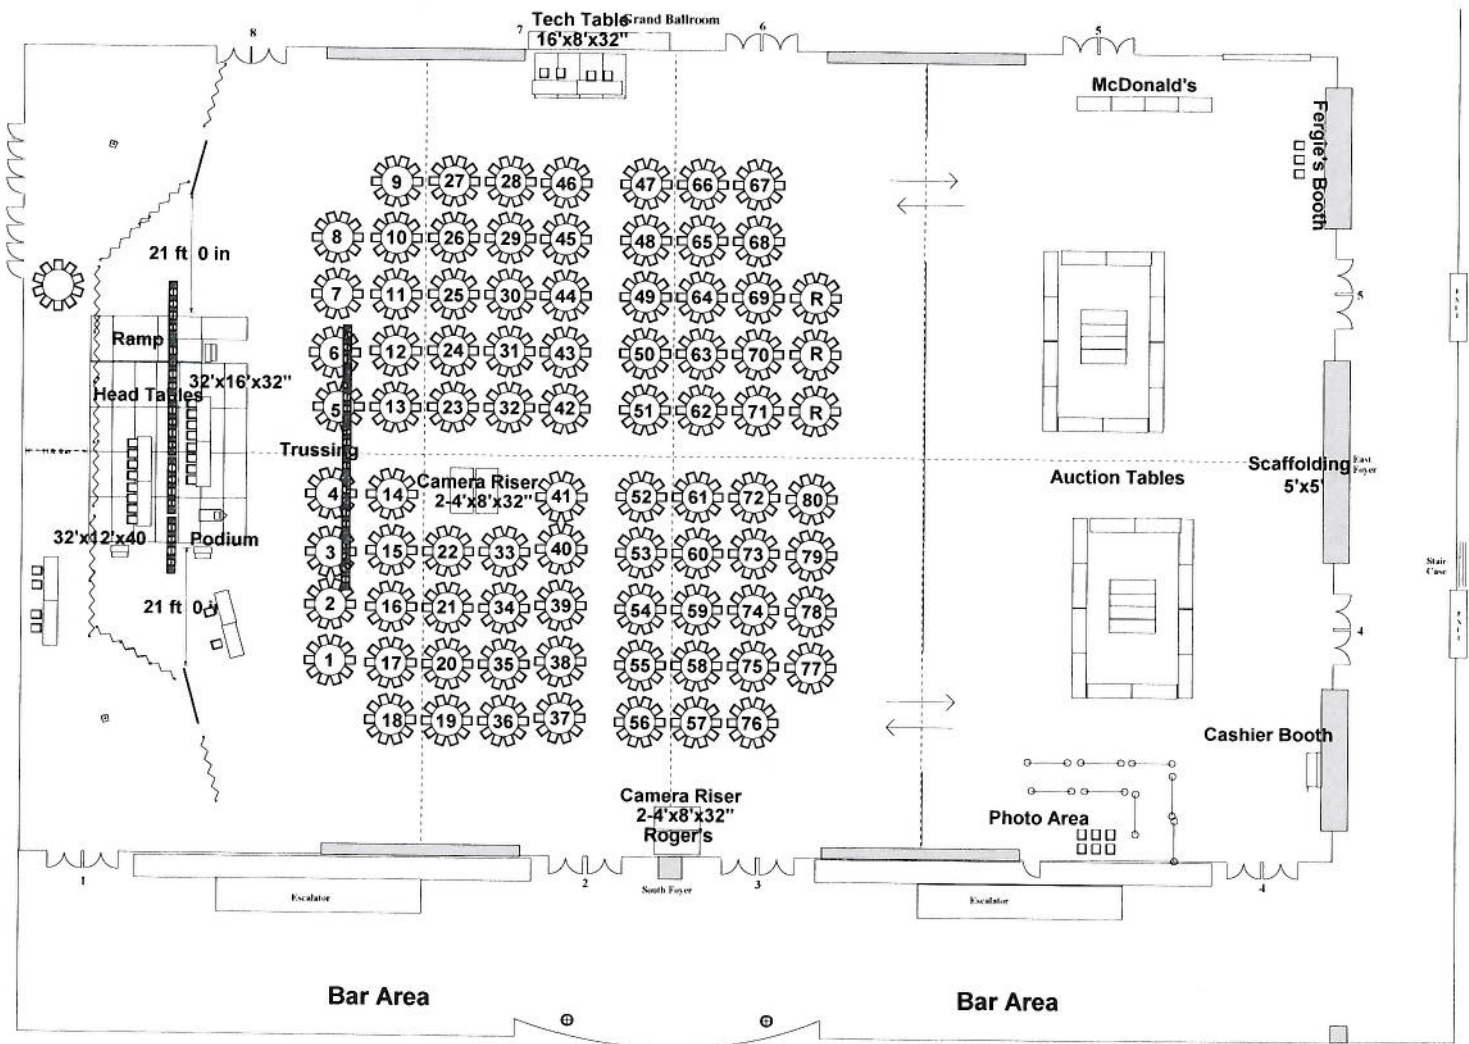 8
7
Tech Table
Grand Ballroom
16'x8'x32"
6
5
McDonald's
Fergie's Booth
9 27 28 46 47 66 67
8 10 26 29 45 48 65 68
21 ft 0 in
7 11 25 30 44 49 64 69 R
5
Ramp
6 12 24 31 43 50 63 70 R
32'x16'x32"
Head Tables
5 13 23 32 42 51 62 71 R
Trussing
Camera Riser
2-4'x8'x32"
Auction Tables
Scaffolding
5'x5'
East
Foyer
4 14 41 52 61 72 80
32'x12'x40
Podium
3 15 22 33 40 53 60 73 79
Stair
Case
21 ft 0
2 16 21 34 39 54 59 74 78
4
1 17 20 35 38 55 58 75 77
18 19 36 37 56 57 76
Cashier Booth
Camera Riser
2-4'x8'x32"
Roger's
Photo Area
1
2
South Foyer
3
4
Escalator
Escalator
Bar Area
Bar Area